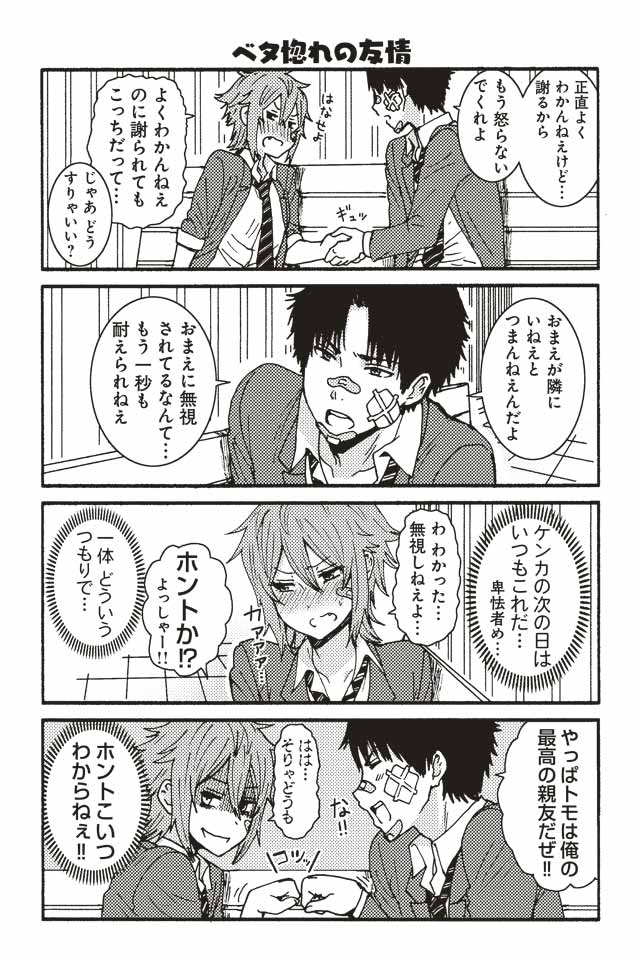 ベタ惚れの友情
正直よく
わかんねえけど…
謝るから
もう怒らない
でくれよ
はなせよ
よくわかんねえ
のに謝られても
こっちだって…
ギュッ
じゃあ どう
すりゃいい?
おまえが隣に
いねえと
つまんねえんだよ
おまえに無視
されてるなんて…
もう一秒も
耐えられねえ
ケンカの次の日は
いつもこれだ…
卑怯者め…
わ わかった…
無視しねえよ…
カアアア…
ホントか!?
よっしゃー!!
一体 どういう
つもりで…
やっぱトモは俺の
最高の親友だぜ!!
な!!
はは…
そりゃどうも
コツッ
ホントこいつ
わからねぇ!!